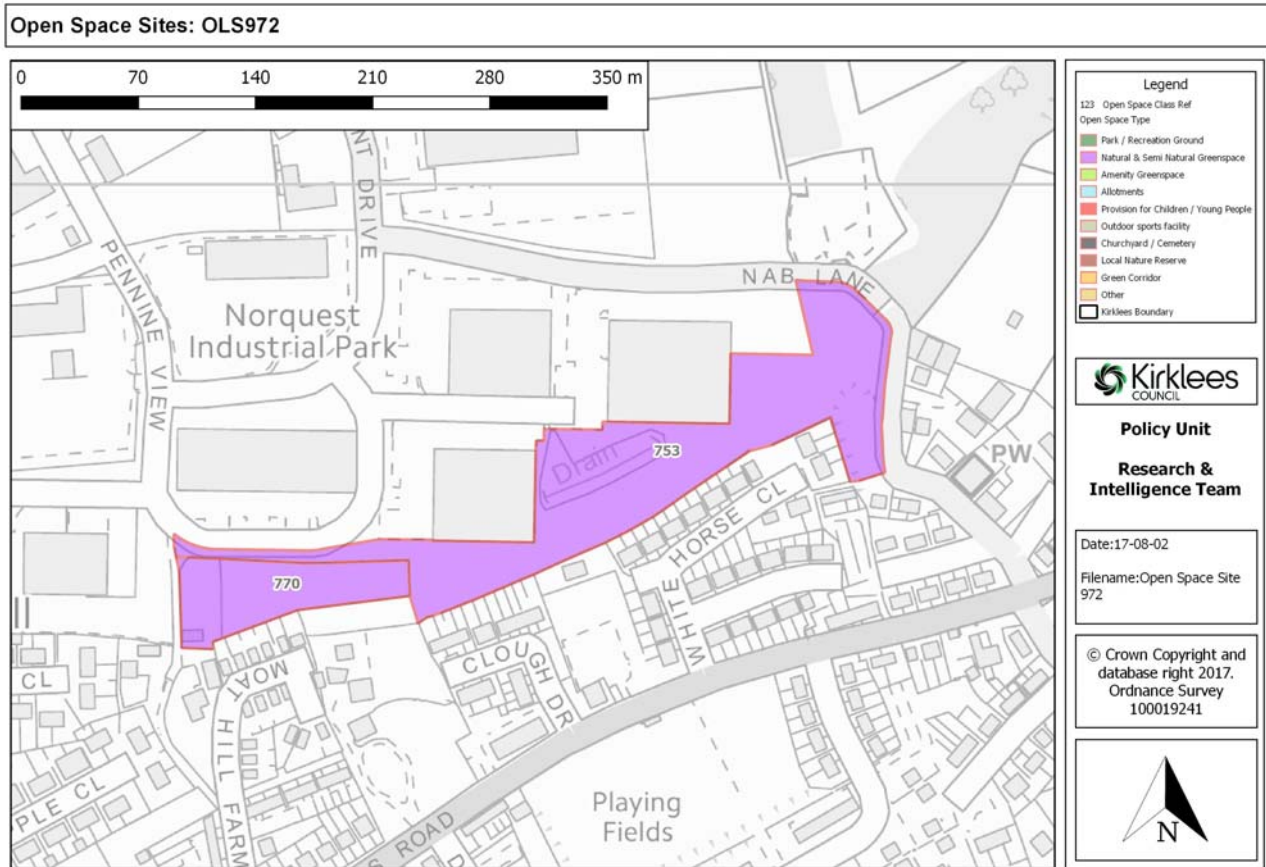 Open Space Sites: OLS972
0 70 140 210 280 350 m
NT DRIVE
PENNINE VIEW
NAB LANE
Norquest
Industrial Park
753
Drain
PW
770
WHITE HORSE CL
CLOUGH DR
MOAT HILL FARM
CL
PLE CL
S ROAD
Playing
Fields
Legend
123 Open Space Class Ref
Open Space Type
Park / Recreation Ground
Natural & Semi Natural Greenspace
Amenity Greenspace
Allotments
Provision for Children / Young People
Outdoor sports facility
Churchyard / Cemetery
Local Nature Reserve
Green Corridor
Other
Kirklees Boundary
Kirklees
COUNCIL
Policy Unit
Research &
Intelligence Team
Date:17-08-02
Filename:Open Space Site
972
© Crown Copyright and
database right 2017.
Ordnance Survey
100019241
N